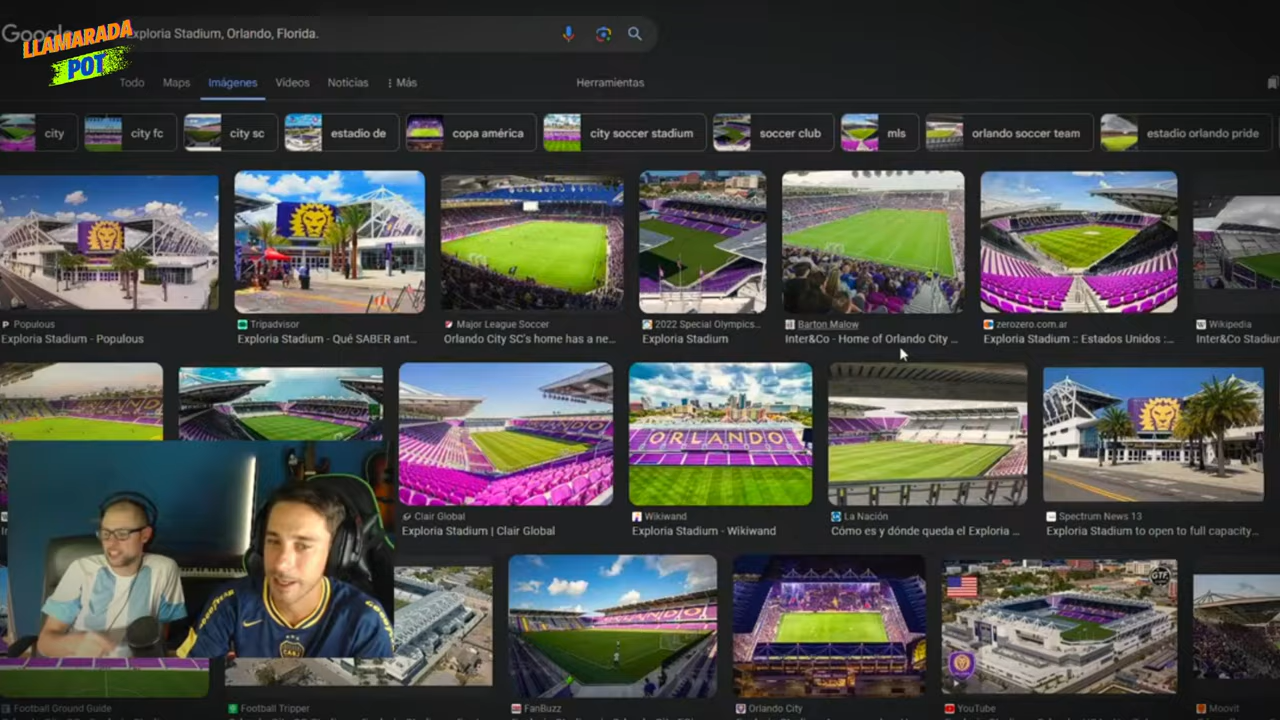 Google
LLAMARADA
POT
Exploria Stadium, Orlando, Florida.
Todo
Maps
Imágenes
Videos
Noticias
Más
Herramientas
city
city fc
city sc
estadio de
copa américa
city soccer stadium
soccer club
mls
orlando soccer team
estadio orlando pride
Populous
Exploria Stadium - Populous
Tripadvisor
Exploria Stadium - Qué SABER ant...
Major League Soccer
Orlando City SC's home has a ne...
2022 Special Olympics...
Exploria Stadium
Barton Malow
Inter&Co - Home of Orlando City ...
zerozero.com.ar
Exploria Stadium :: Estados Unidos :...
Wikipedia
Inter&Co Stadiu
ORLANDO
Clair Global
Exploria Stadium | Clair Global
Wikiwand
Exploria Stadium - Wikiwand
La Nación
Cómo es y dónde queda el Exploria ...
Spectrum News 13
Exploria Stadium to open to full capacity...
GTF
Football Ground Guide
Football Tripper
FanBuzz
Orlando City
YouTube
Moovit